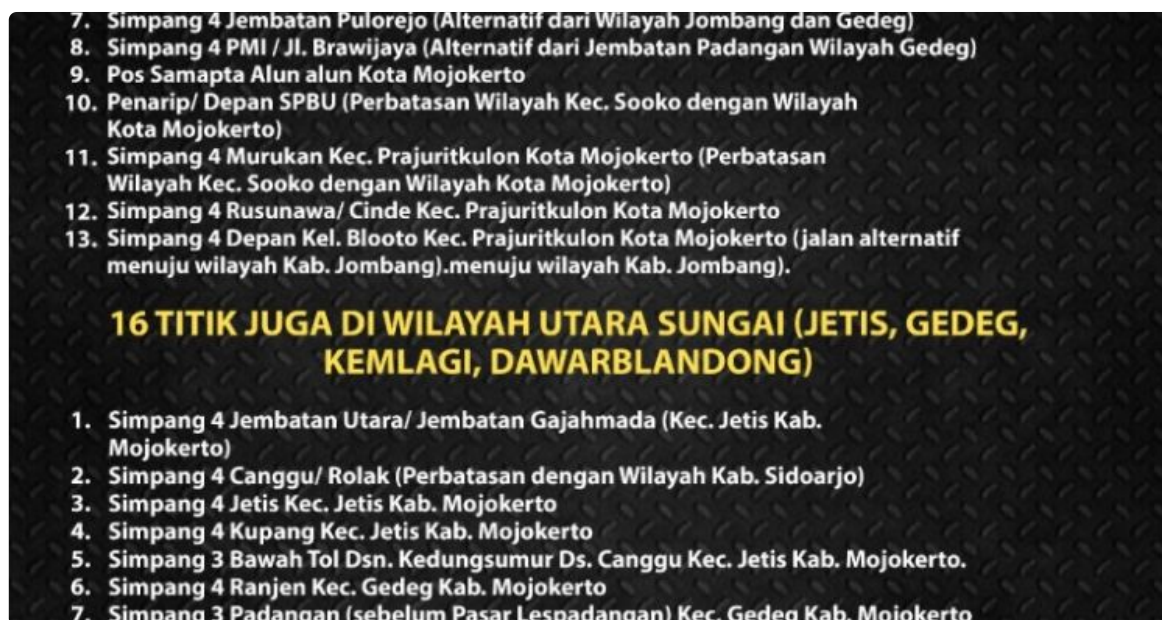 7. Simpang 4 Jembatan Pulorejo (Alternatif dari Wilayah Jombang dan Gedeg)
8. Simpang 4 PMI / Jl. Brawijaya (Alternatif dari Jembatan Padangan Wilayah Gedeg)
9. Pos Samapta Alun alun Kota Mojokerto
10. Penarip/ Depan SPBU (Perbatasan Wilayah Kec. Sooko dengan Wilayah
Kota Mojokerto)
11. Simpang 4 Murukan Kec. Prajuritkulon Kota Mojokerto (Perbatasan
Wilayah Kec. Sooko dengan Wilayah Kota Mojokerto)
12. Simpang 4 Rusunawa/ Cinde Kec. Prajuritkulon Kota Mojokerto
13. Simpang 4 Depan Kel. Blooto Kec. Prajuritkulon Kota Mojokerto (jalan alternatif
menuju wilayah Kab. Jombang).menuju wilayah Kab. Jombang).
16 TITIK JUGA DI WILAYAH UTARA SUNGAI (JETIS, GEDEG,
KEMLAGI, DAWARBLANDONG)
1. Simpang 4 Jembatan Utara/ Jembatan Gajahmada (Kec. Jetis Kab.
Mojokerto)
2. Simpang 4 Canggu/ Rolak (Perbatasan dengan Wilayah Kab. Sidoarjo)
3. Simpang 4 Jetis Kec. Jetis Kab. Mojokerto
4. Simpang 4 Kupang Kec. Jetis Kab. Mojokerto
5. Simpang 3 Bawah Tol Dsn. Kedungsumur Ds. Canggu Kec. Jetis Kab. Mojokerto.
6. Simpang 4 Ranjen Kec. Gedeg Kab. Mojokerto
7. Simpang 3 Padangan (sebelum Pasar Lespadangan) Kec. Gedeg Kab. Mojokerto